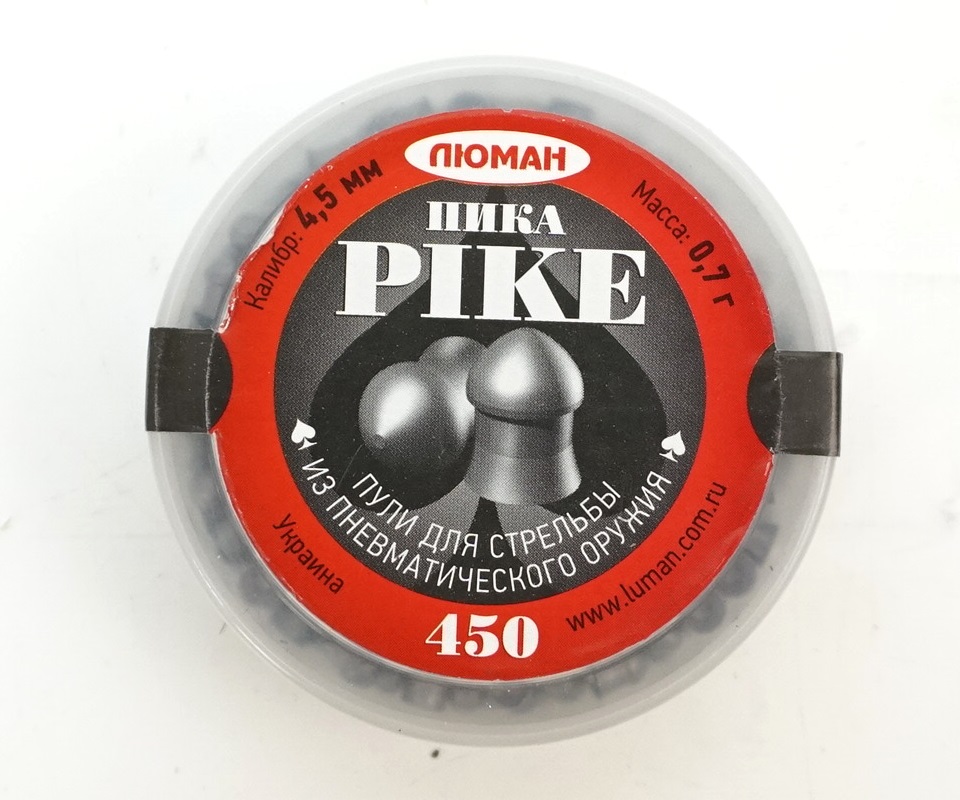 ЛЮМАН
Калибр: 4,5 мм
Масса: 0,7 г
ПИКА
PIKE
ПУЛИ ДЛЯ СТРЕЛЬБЫ
ИЗ ПНЕВМАТИЧЕСКОГО ОРУЖИЯ
Украина
www.luman.com.ru
450